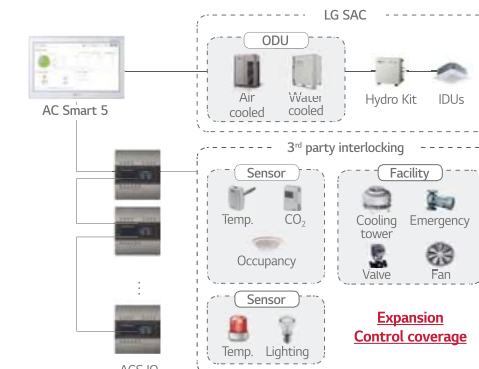 LG SAC
ODU
Air
cooled
Water
cooled
Hydro Kit
IDUs
AC Smart 5
3rd party interlocking
Sensor
Temp.
CO2
Occupancy
Facility
Cooling
tower
Emergency
Valve
Fan
Sensor
Temp.
Lighting
Expansion
Control coverage